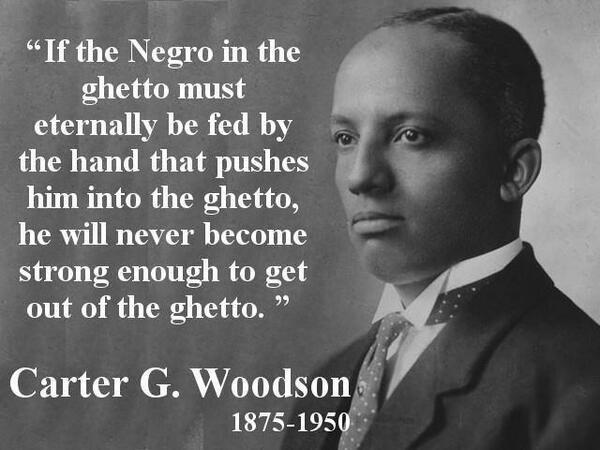 “If the Negro in the
ghetto must
eternally be fed by
the hand that pushes
him into the ghetto,
he will never become
strong enough to get
out of the ghetto. ”
Carter G. Woodson
1875-1950